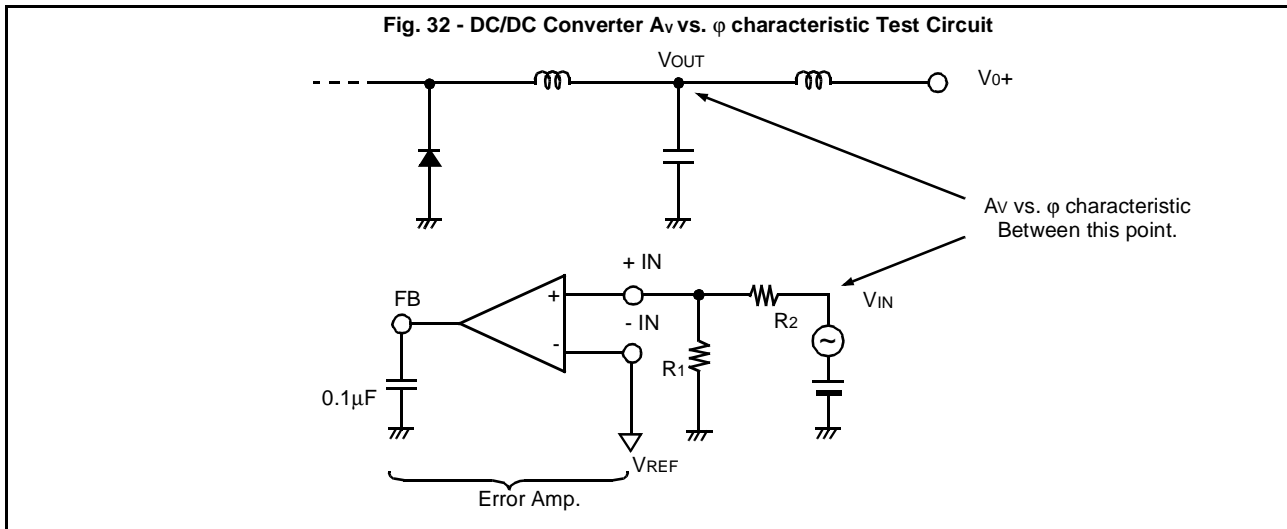 Fig. 32 - DC/DC Converter AV vs. φ characteristic Test Circuit
VOUT
V0+
AV vs. φ characteristic
Between this point.
+ IN
VIN
FB
+
R2
- IN
-
~
R1
0.1µF
VREF
Error Amp.